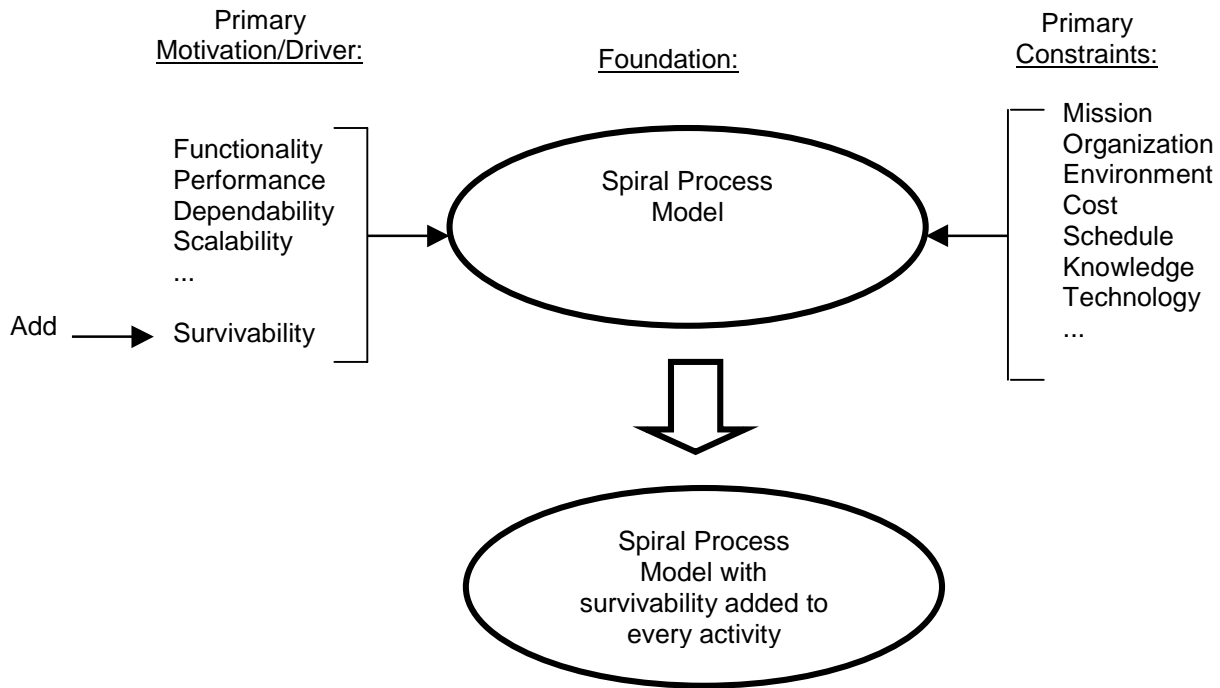 Primary
Motivation/Driver:
Functionality
Performance
Dependability
Scalability
...
Add
Survivability
Foundation:
Spiral Process
Model
Primary
Constraints:
Mission
Organization
Environment
Cost
Schedule
Knowledge
Technology
...
Spiral Process
Model with
survivability added to
every activity